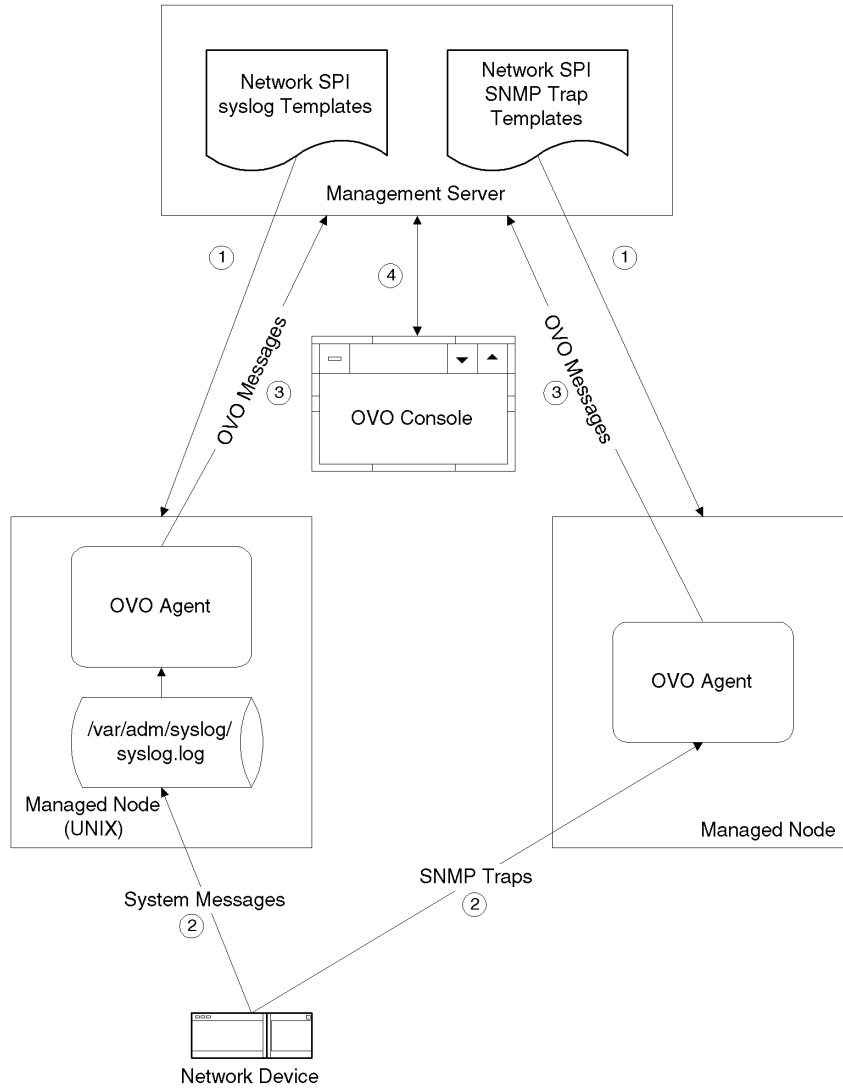 Network SPI
syslog Templates
Network SPI
SNMP Trap
Templates
Management Server
1
4
1
OVO Messages
OVO Messages
3
3
OVO Console
OVO Agent
OVO Agent
/var/adm/syslog/
syslog.log
Managed Node
(UNIX)
Managed Node
SNMP Traps
2
System Messages
2
Network Device